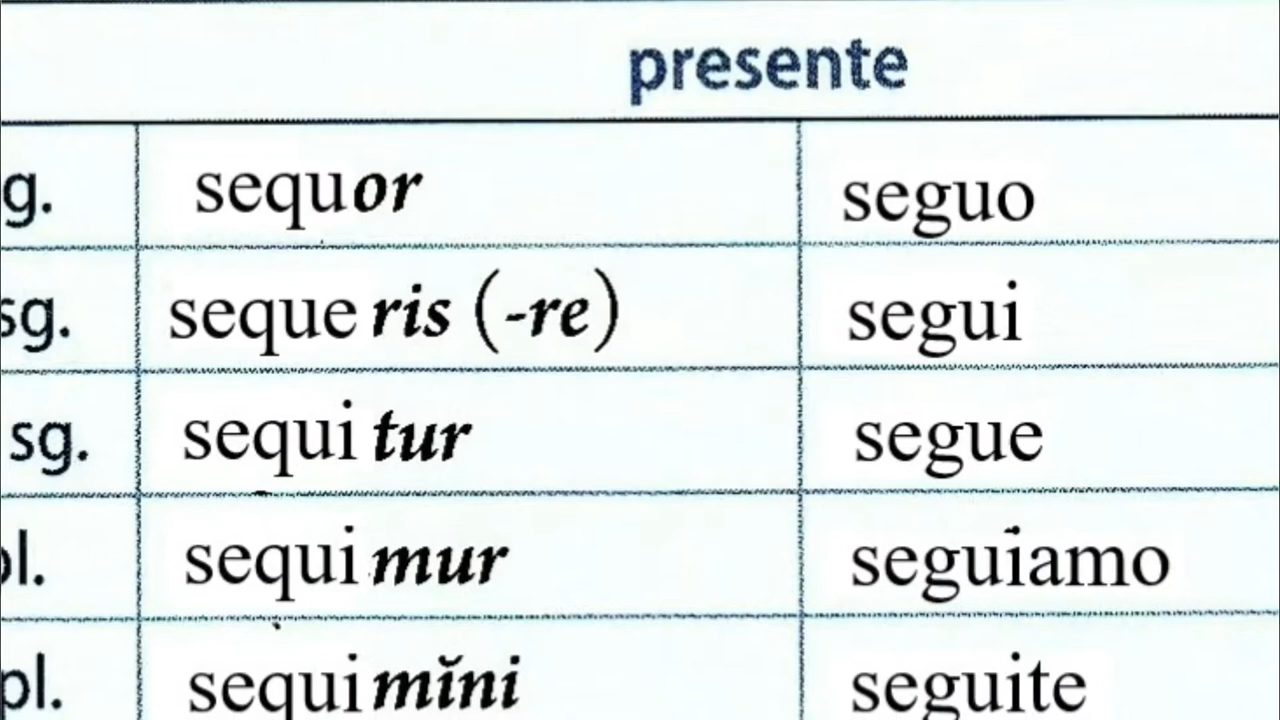 presente
g. sequor seguo
sg. sequeris (-re) segui
sg. sequitur segue
pl. sequimur seguiamo
pl. sequimĭni seguite